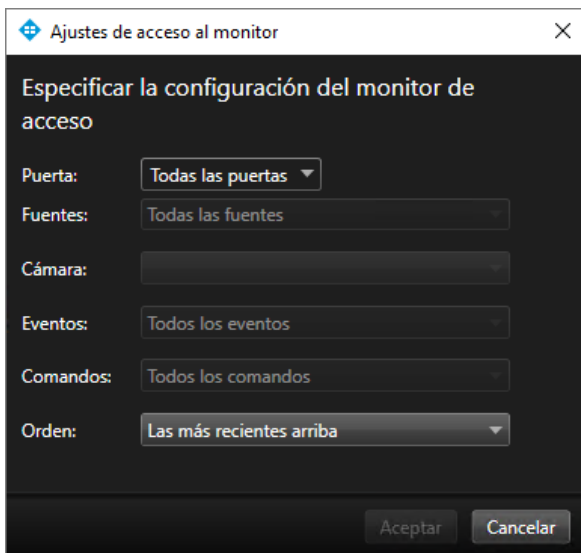 Ajustes de acceso al monitor
Especificar la configuración del monitor de
acceso
Puerta: Todas las puertas
Fuentes: Todas las fuentes
Cámara:
Eventos: Todos los eventos
Comandos: Todos los comandos
Orden: Las más recientes arriba
Aceptar Cancelar